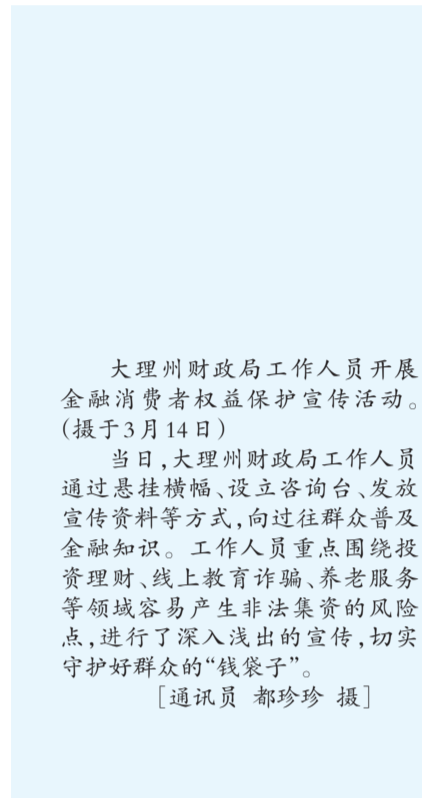 大理州财政局工作人员开展
金融消费者权益保护宣传活动。
(摄于3月14日)
当日,大理州财政局工作人员
通过悬挂横幅、设立咨询台、发放
宣传资料等方式,向过往群众普及
金融知识。工作人员重点围绕投
资理财、线上教育诈骗、养老服务
等领域容易产生非法集资的风险
点,进行了深入浅出的宣传,切实
守护好群众的“钱袋子”。
[通讯员 都珍珍 摄]